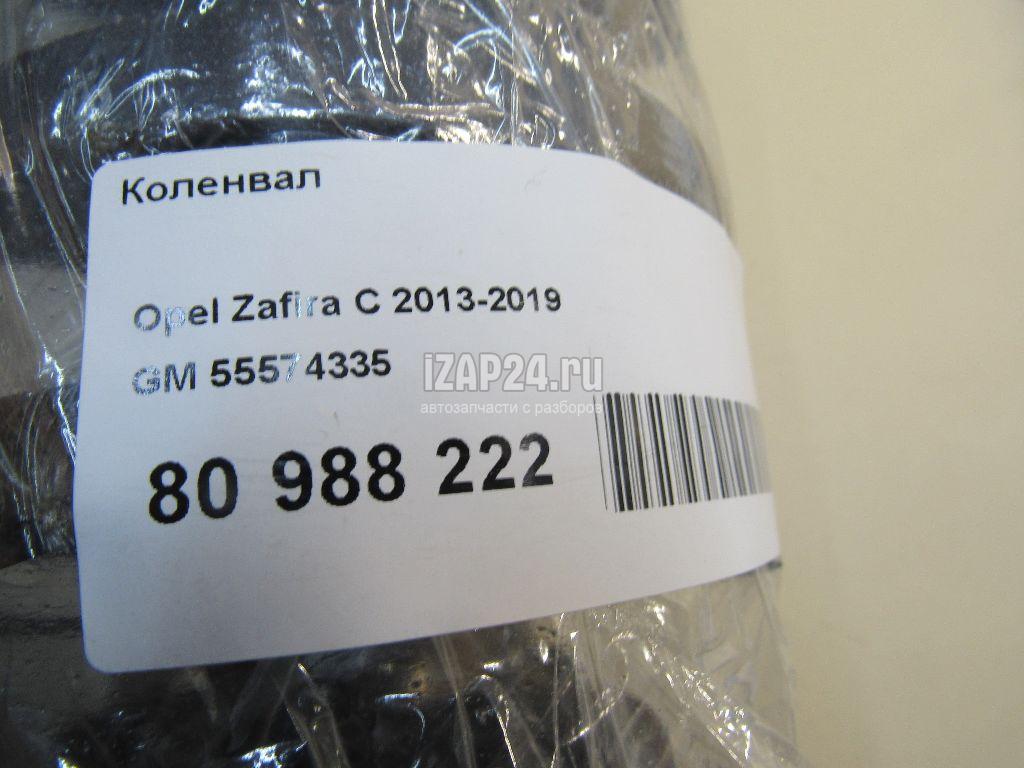 Коленвал
Opel Zafira C 2013-2019
GM 55574335
iZAP24.ru
автозапчасти с разборов
80 988 222